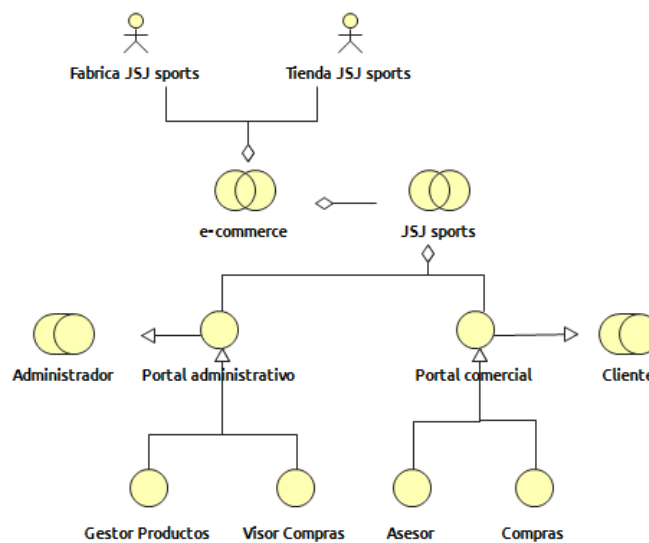 Fabrica JSJ sports
Tienda JSJ sports
e-commerce
JSJ sports
Administrador
Portal administrativo
Portal comercial
Cliente
Gestor Productos
Visor Compras
Asesor
Compras